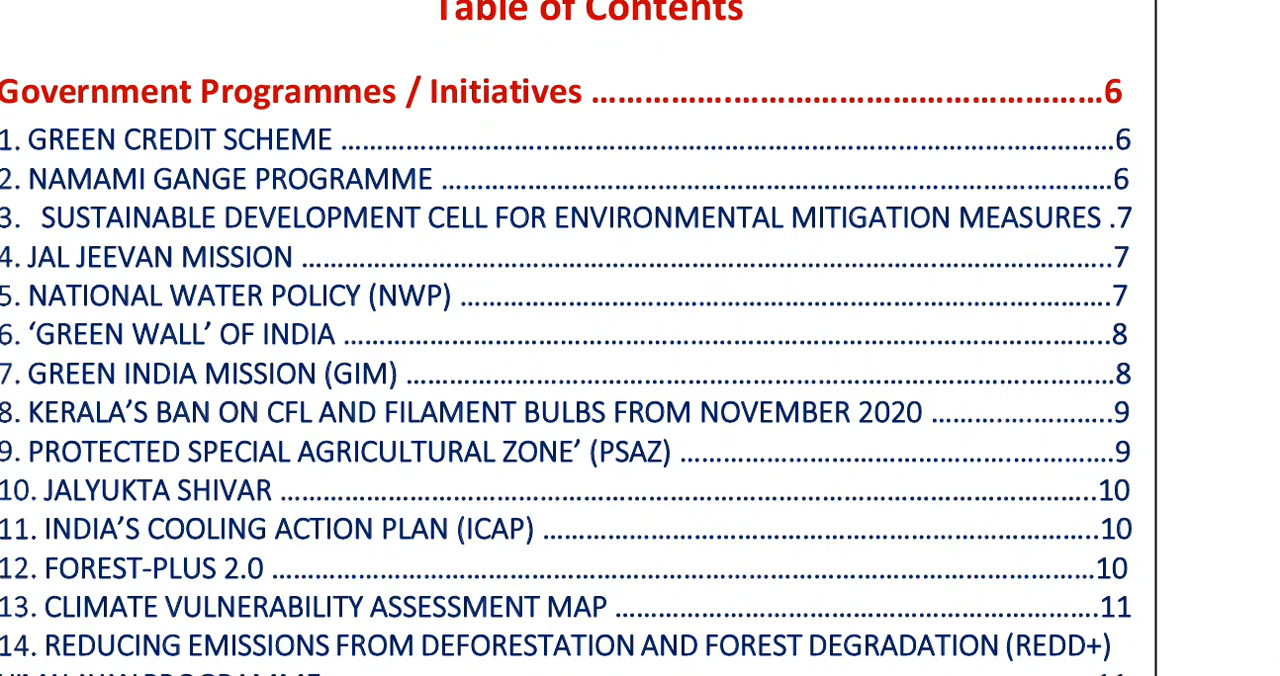 Table of Contents
Government Programmes / Initiatives ………………………………………………6
1. GREEN CREDIT SCHEME ………………………………………………………………………6
2. NAMAMI GANGE PROGRAMME ………………………………………………………………6
3. SUSTAINABLE DEVELOPMENT CELL FOR ENVIRONMENTAL MITIGATION MEASURES .7
4. JAL JEEVAN MISSION …………………………………………………………………………7
5. NATIONAL WATER POLICY (NWP) ……………………………………………………………7
6. ‘GREEN WALL’ OF INDIA ………………………………………………………………………8
7. GREEN INDIA MISSION (GIM) …………………………………………………………………8
8. KERALA’S BAN ON CFL AND FILAMENT BULBS FROM NOVEMBER 2020 ………………..9
9. PROTECTED SPECIAL AGRICULTURAL ZONE’ (PSAZ) ………………………………………9
10. JALYUKTA SHIVAR …………………………………………………………………………..10
11. INDIA’S COOLING ACTION PLAN (ICAP) …………………………………………………..10
12. FOREST-PLUS 2.0 ……………………………………………………………………………10
13. CLIMATE VULNERABILITY ASSESSMENT MAP ……………………………………………11
14. REDUCING EMISSIONS FROM DEFORESTATION AND FOREST DEGRADATION (REDD+)